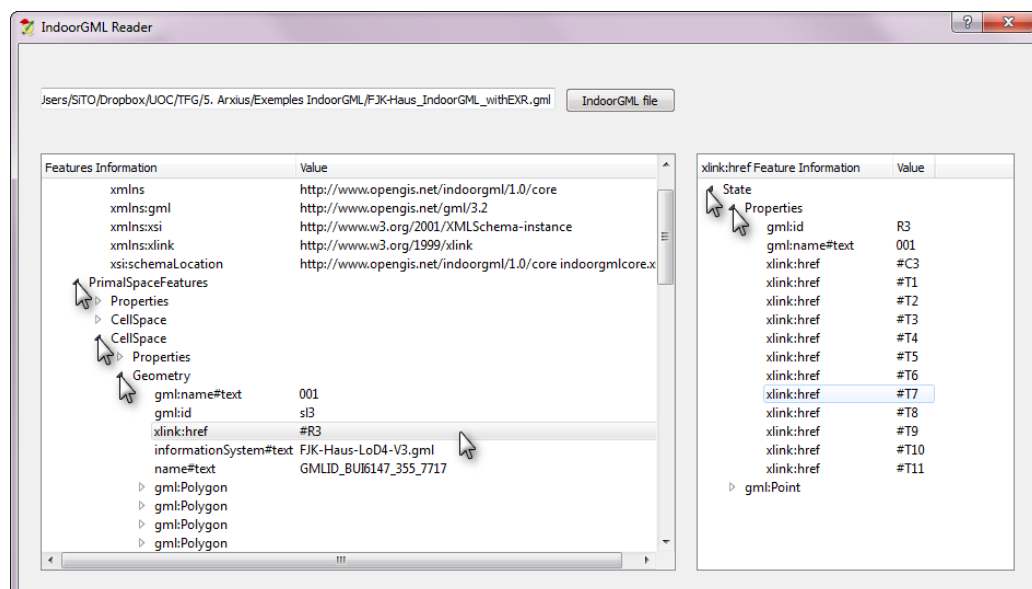 IndoorGML Reader
Jsers/SiTO/Dropbox/UOC/TFG/5. Arxius/Exemples IndoorGML/FJK-Haus_IndoorGML_withEXR.gml
IndoorGML file
Features Information Value
xmlns http://www.opengis.net/indoorgml/1.0/core
xmlns:gml http://www.opengis.net/gml/3.2
xmlns:xsi http://www.w3.org/2001/XMLSchema-instance
xmlns:xlink http://www.w3.org/1999/xlink
xsi:schemaLocation http://www.opengis.net/indoorgml/1.0/core indoorgmlcore.x
PrimalSpaceFeatures
Properties
CellSpace
CellSpace
Properties
Geometry
gml:name#text 001
gml:id sl3
xlink:href #R3
informationSystem#text FJK-Haus-LoD4-V3.gml
name#text GMLID_BUI6147_355_7717
gml:Polygon
gml:Polygon
gml:Polygon
gml:Polygon
xlink:href Feature Information Value
State
Properties
gml:id R3
gml:name#text 001
xlink:href #C3
xlink:href #T1
xlink:href #T2
xlink:href #T3
xlink:href #T4
xlink:href #T5
xlink:href #T6
xlink:href #T7
xlink:href #T8
xlink:href #T9
xlink:href #T10
xlink:href #T11
gml:Point